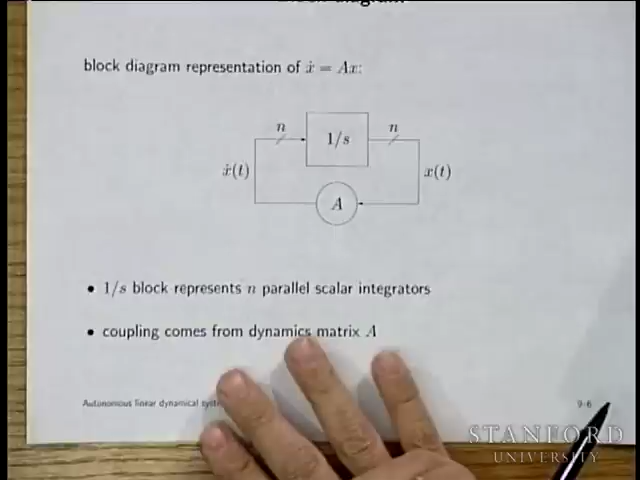 block diagram representation of ẋ = Ax:
n
1/s
n
ẋ(t)
x(t)
A
• 1/s block represents n parallel scalar integrators
• coupling comes from dynamics matrix A
Autonomous linear dynamical
9-6
STANFORD
UNIVERSITY